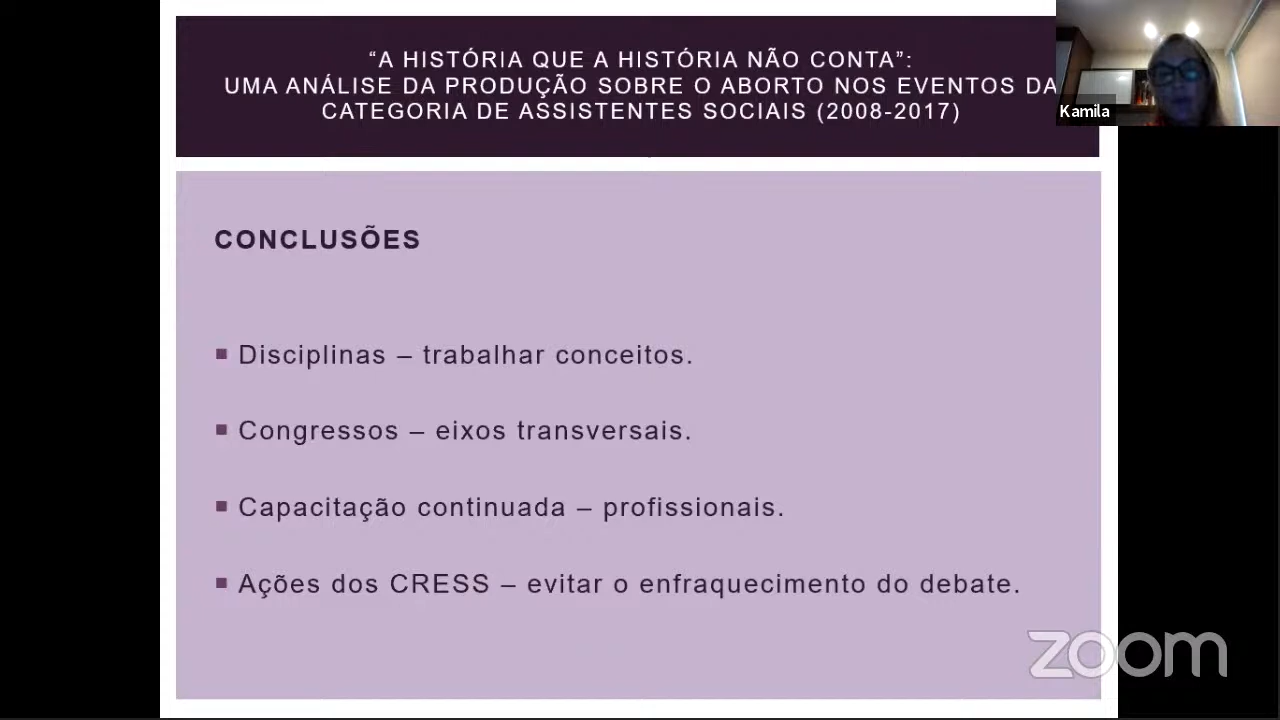 “A HISTÓRIA QUE A HISTÓRIA NÃO CONTA”:
UMA ANÁLISE DA PRODUÇÃO SOBRE O ABORTO NOS EVENTOS DA
CATEGORIA DE ASSISTENTES SOCIAIS (2008-2017)
Kamila
CONCLUSÕES
▪ Disciplinas – trabalhar conceitos.
▪ Congressos – eixos transversais.
▪ Capacitação continuada – profissionais.
▪ Ações dos CRESS – evitar o enfraquecimento do debate.
zoom